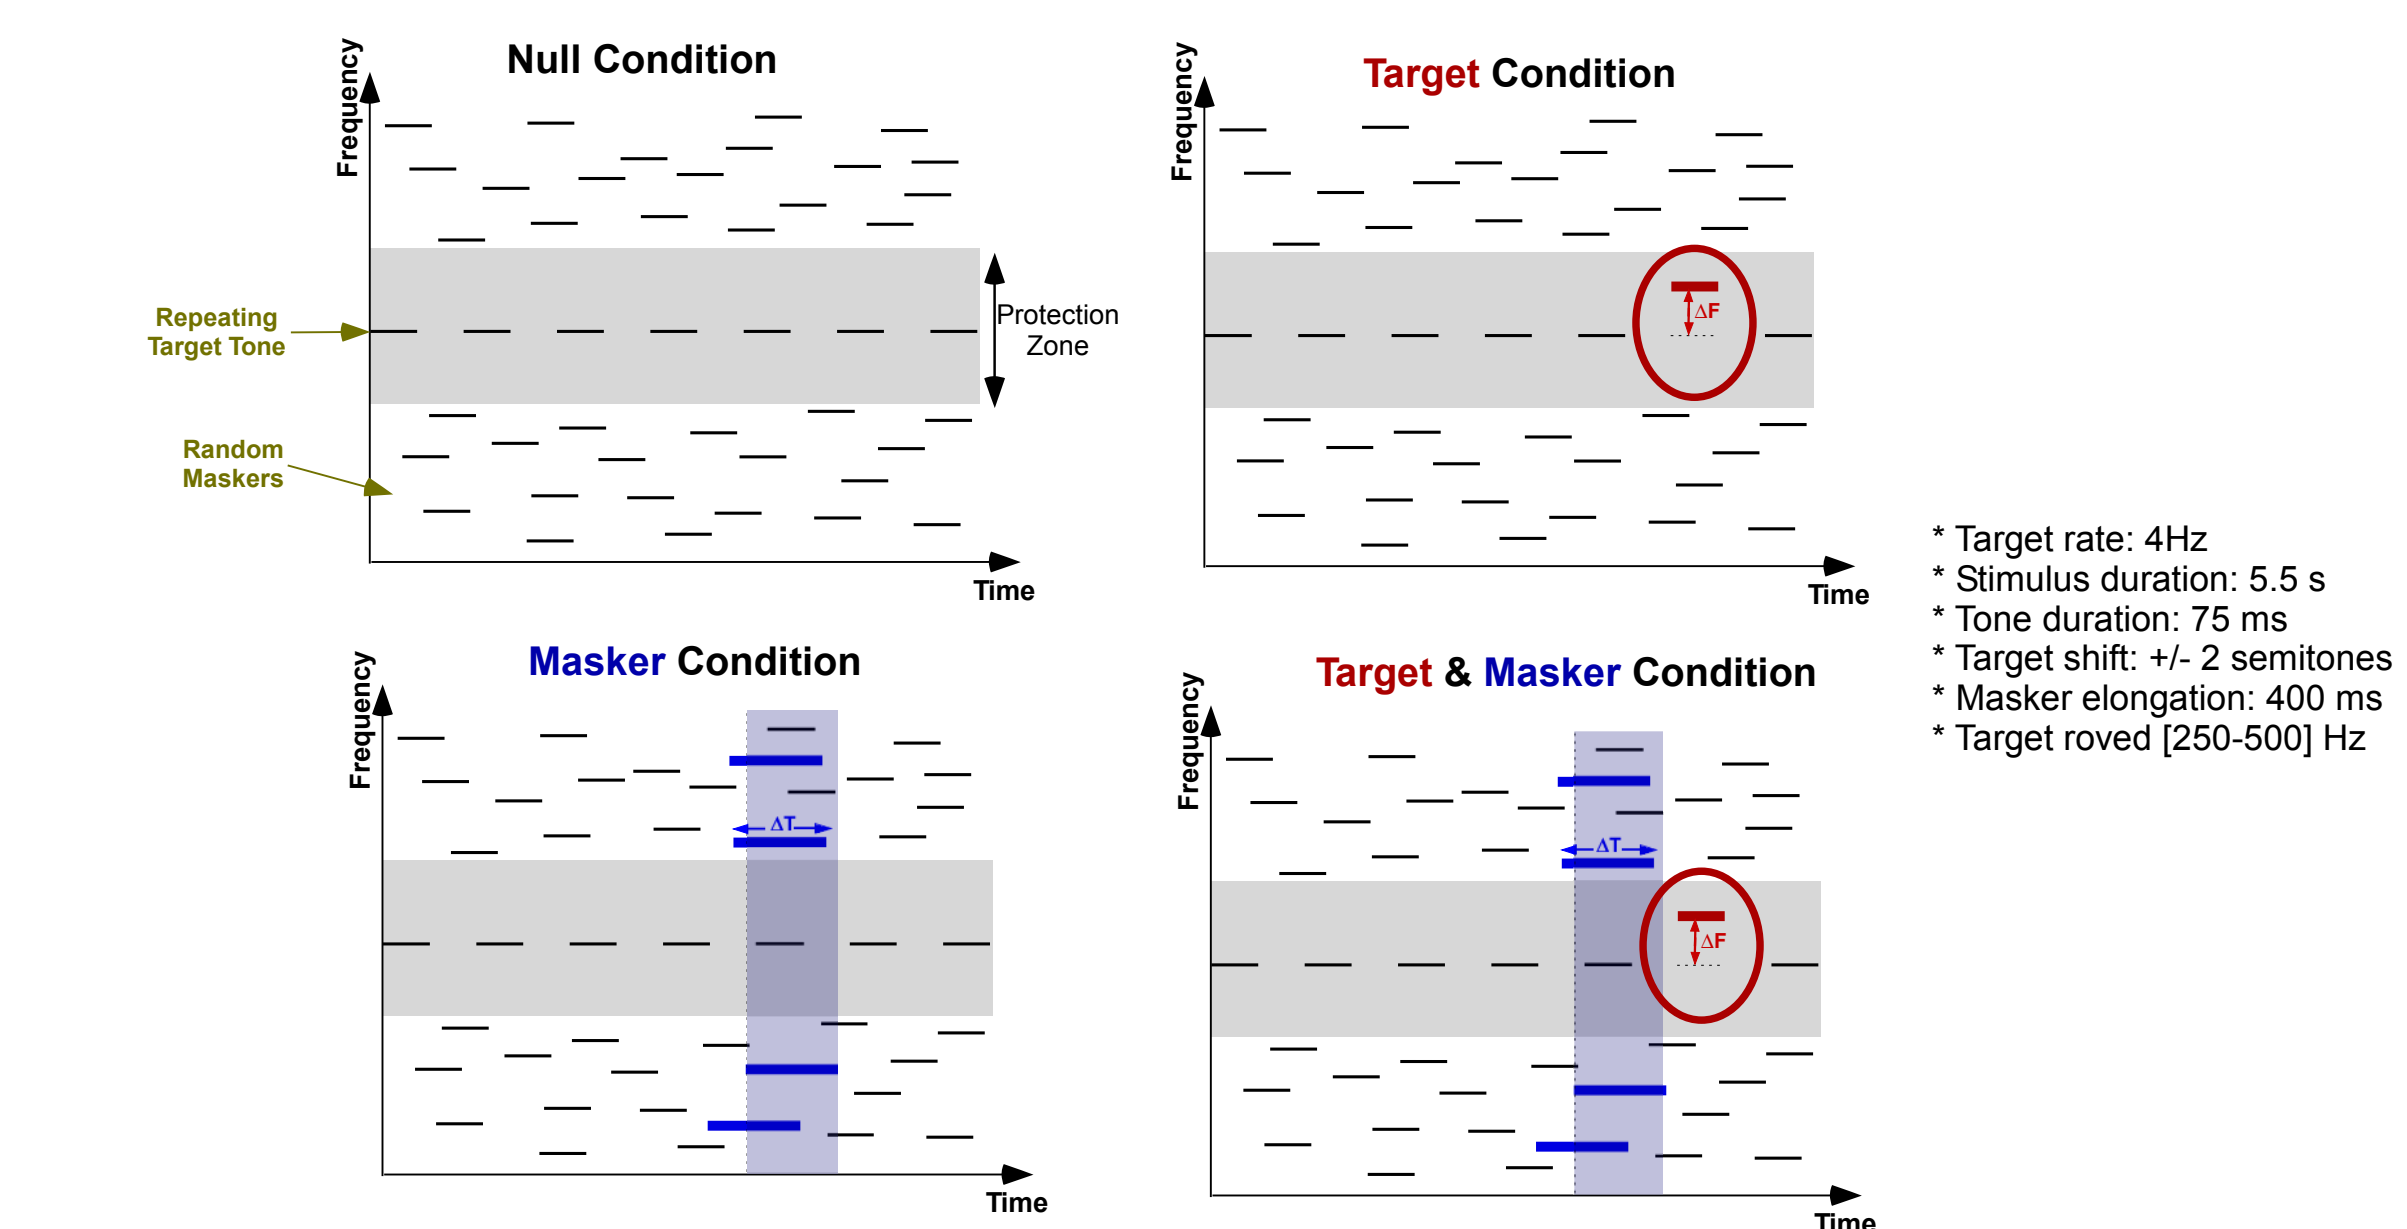 Null Condition
Frequency
Repeating
Target Tone
Protection
Zone
Random
Maskers
Time
Target Condition
Frequency
ΔF
Time
Masker Condition
Frequency
ΔT
Time
Target & Masker Condition
Frequency
ΔT
ΔF
Time
* Target rate: 4Hz
* Stimulus duration: 5.5 s
* Tone duration: 75 ms
* Target shift: +/- 2 semitones
* Masker elongation: 400 ms
* Target roved [250-500] Hz